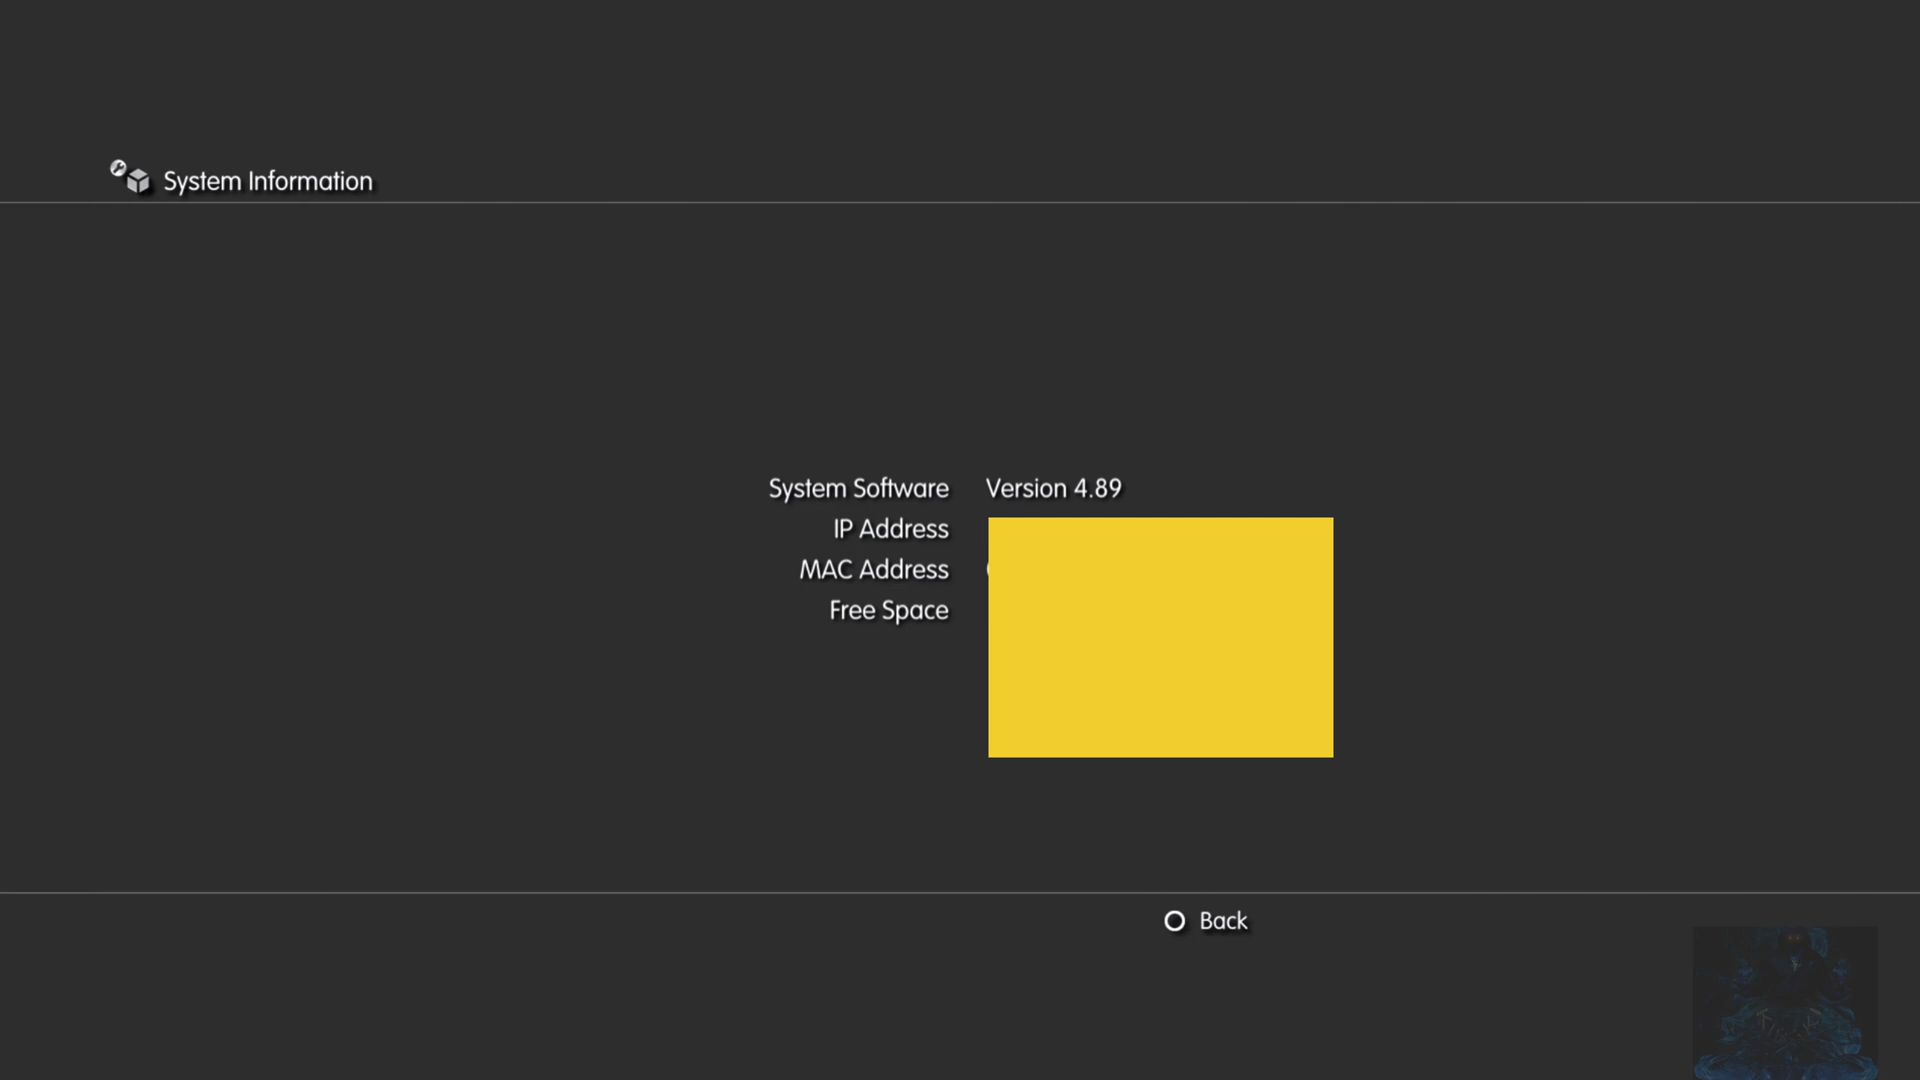 System Information
System Software Version 4.89
IP Address
MAC Address
Free Space
Back